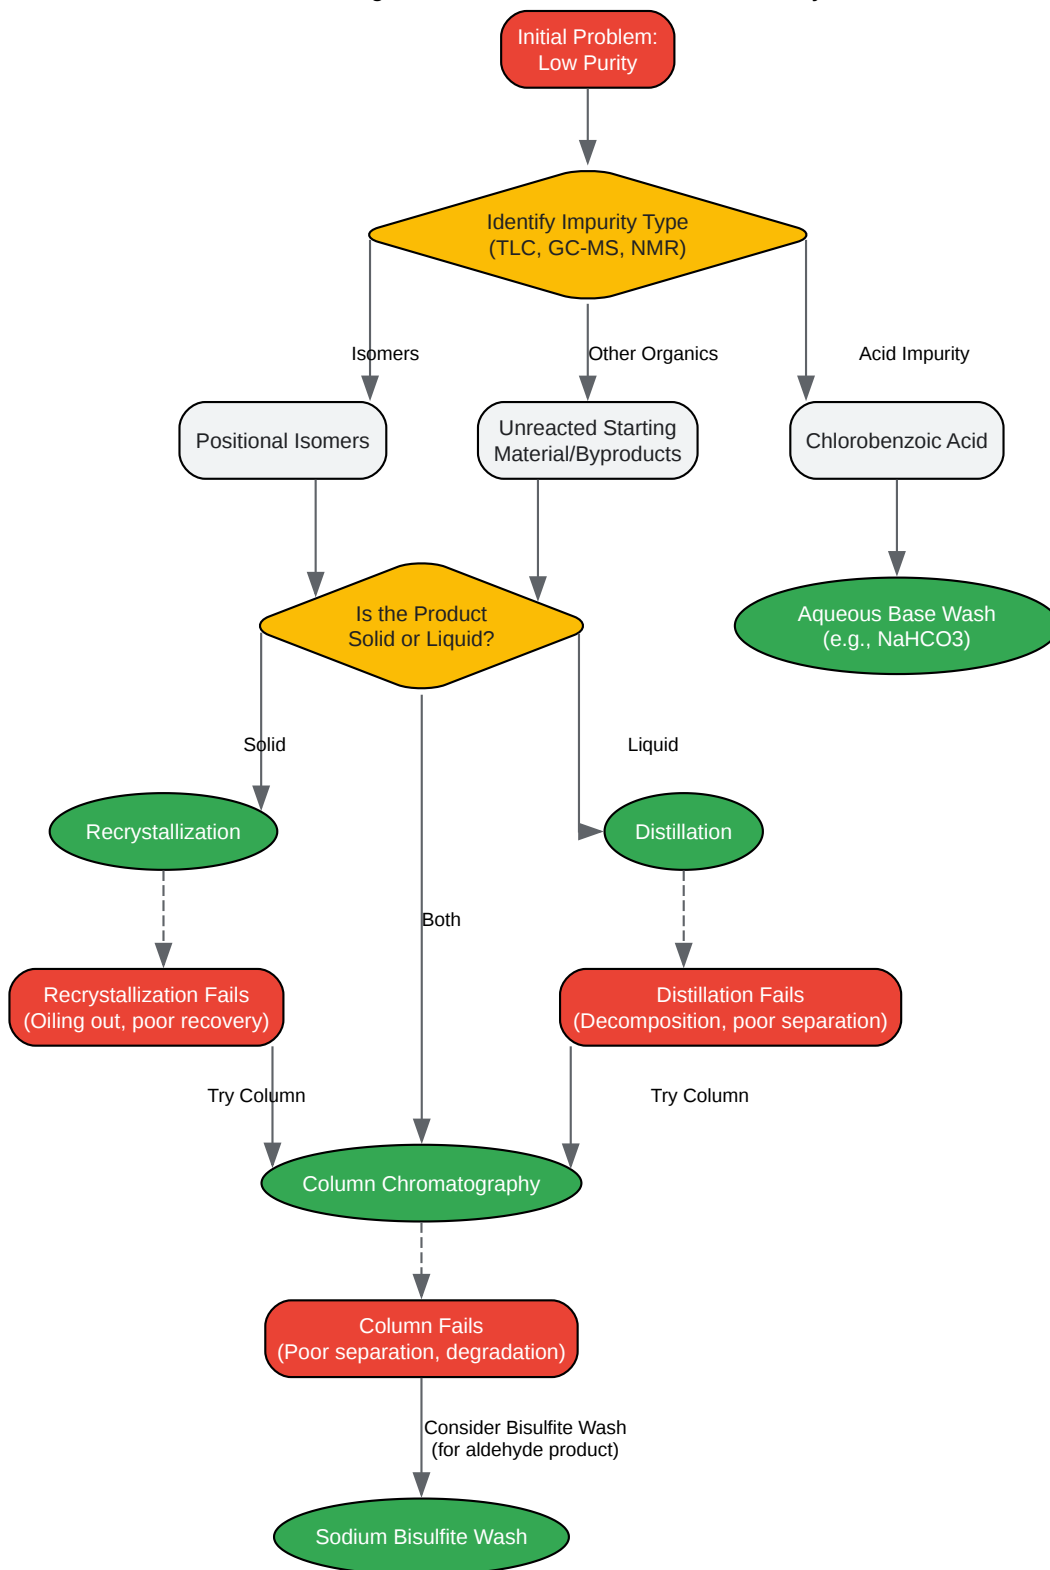 Initial Problem:
Low Purity
Identify Impurity Type
(TLC, GC-MS, NMR)
Isomers
Other Organics
Acid Impurity
Positional Isomers
Unreacted Starting
Material/Byproducts
Chlorobenzoic Acid
Is the Product
Solid or Liquid?
Aqueous Base Wash
(e.g., NaHCO3)
Solid
Liquid
Recrystallization
Distillation
Both
Recrystallization Fails
(Oiling out, poor recovery)
Distillation Fails
(Decomposition, poor separation)
Try Column
Try Column
Column Chromatography
Column Fails
(Poor separation, degradation)
Consider Bisulfite Wash
(for aldehyde product)
Sodium Bisulfite Wash